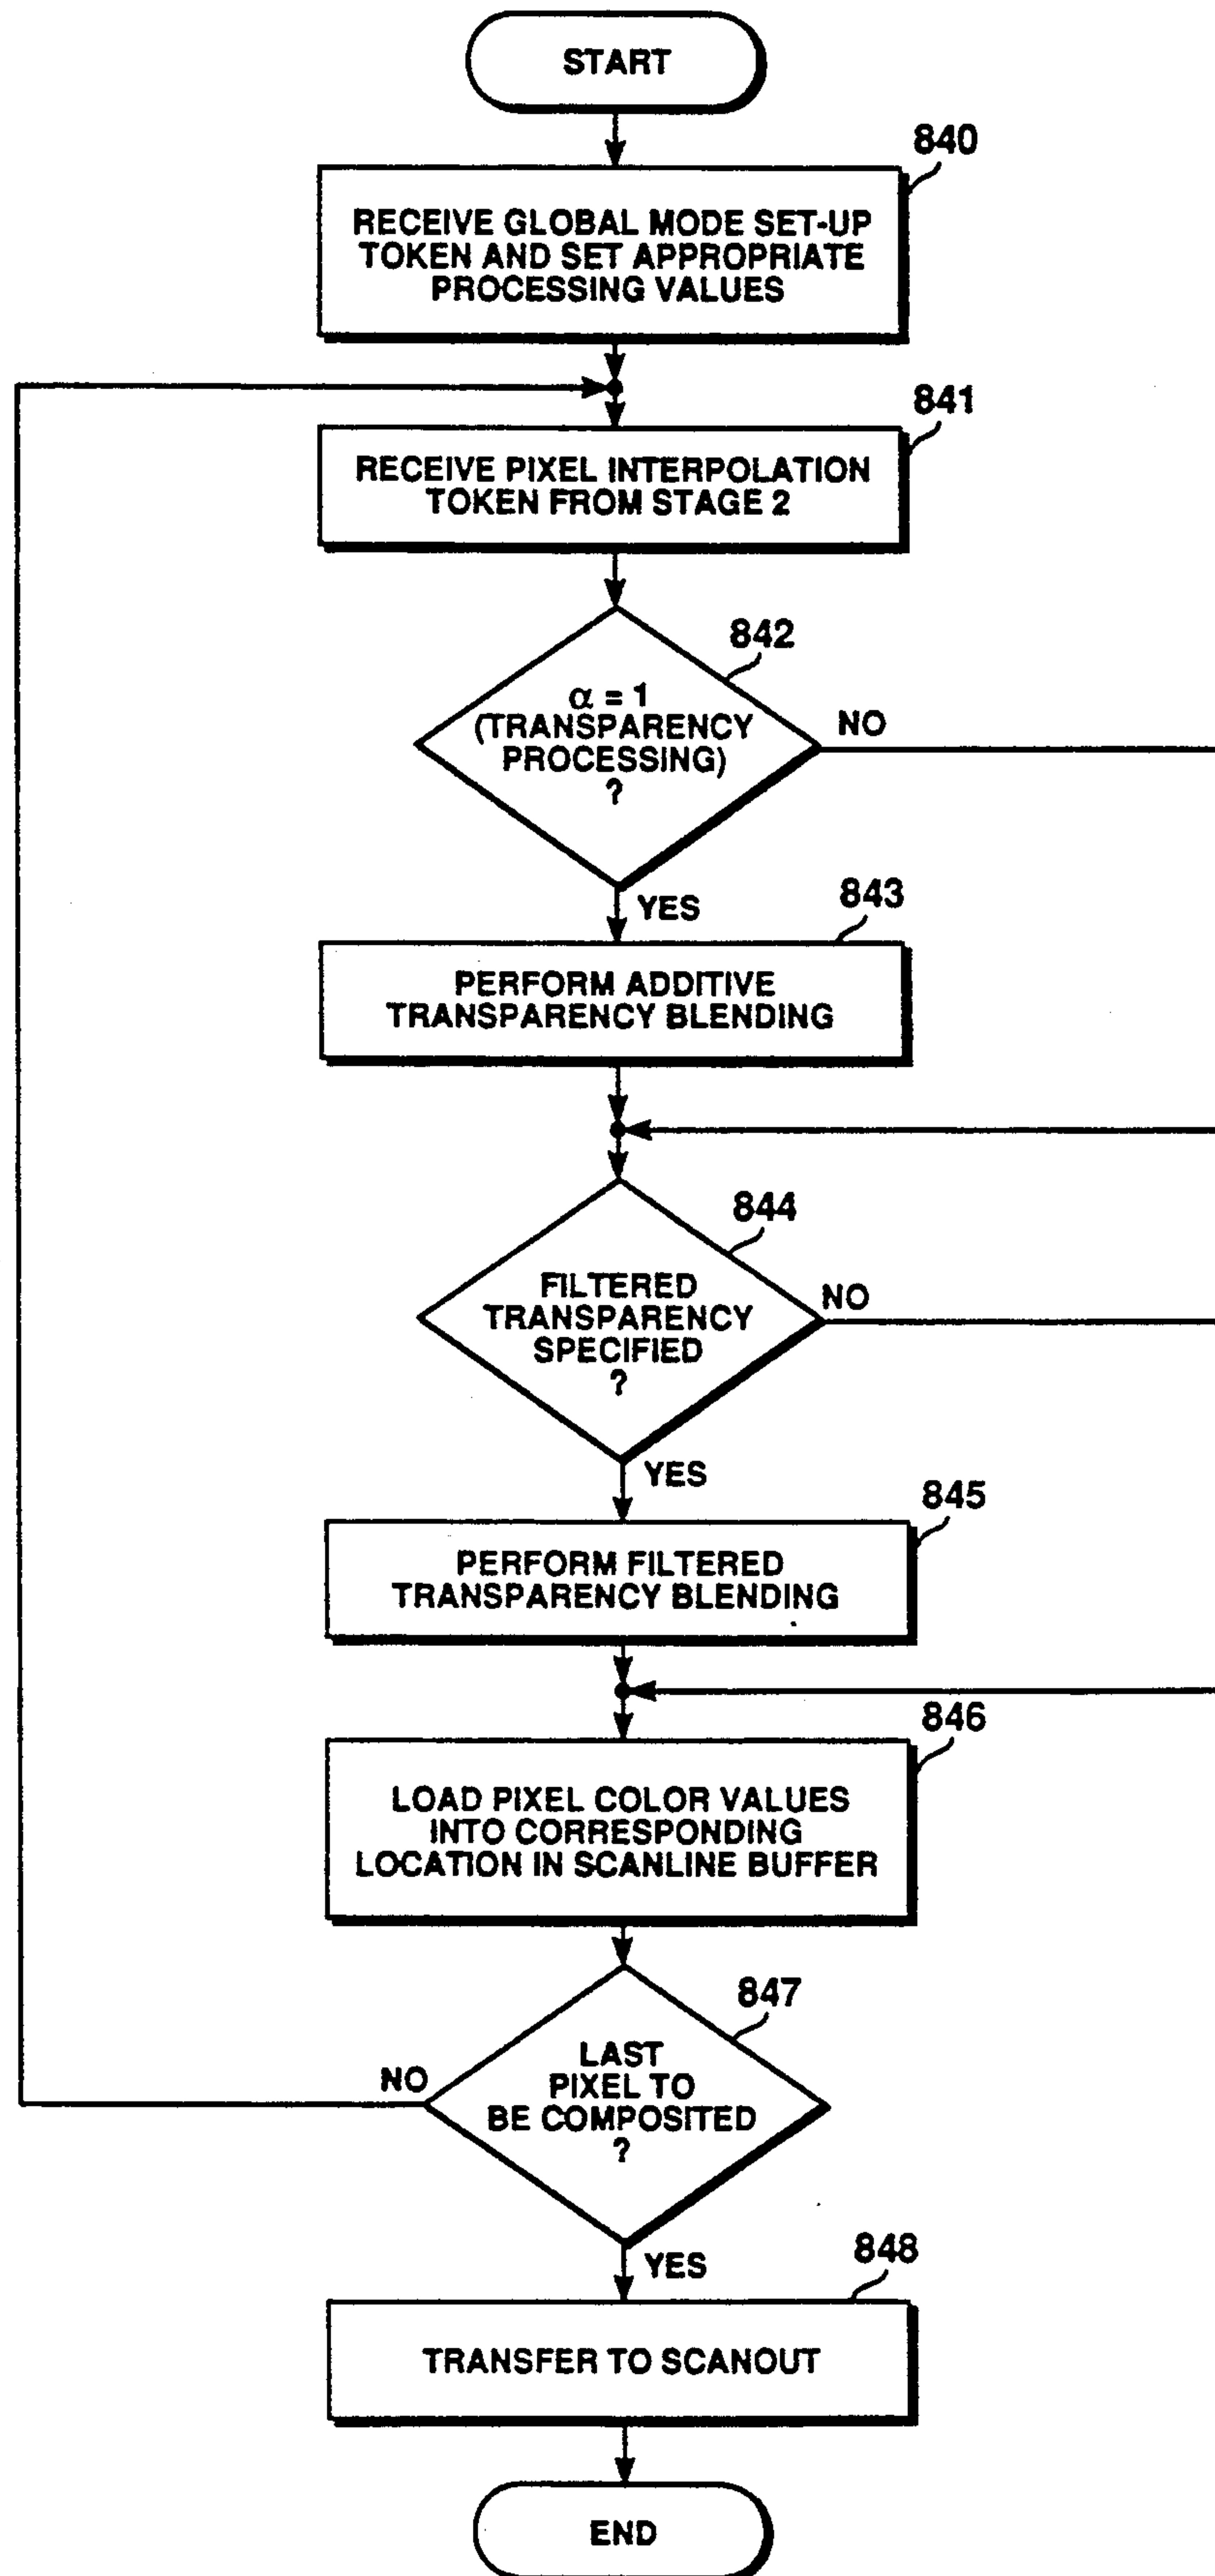 START
840
RECEIVE GLOBAL MODE SET-UP
TOKEN AND SET APPROPRIATE
PROCESSING VALUES
841
RECEIVE PIXEL INTERPOLATION
TOKEN FROM STAGE 2
842
α = 1
(TRANSPARENCY
PROCESSING)
?
NO
YES
843
PERFORM ADDITIVE
TRANSPARENCY BLENDING
844
FILTERED
TRANSPARENCY
SPECIFIED
?
NO
YES
845
PERFORM FILTERED
TRANSPARENCY BLENDING
846
LOAD PIXEL COLOR VALUES
INTO CORRESPONDING
LOCATION IN SCANLINE BUFFER
847
LAST
PIXEL TO
BE COMPOSITED
?
NO
YES
848
TRANSFER TO SCANOUT
END